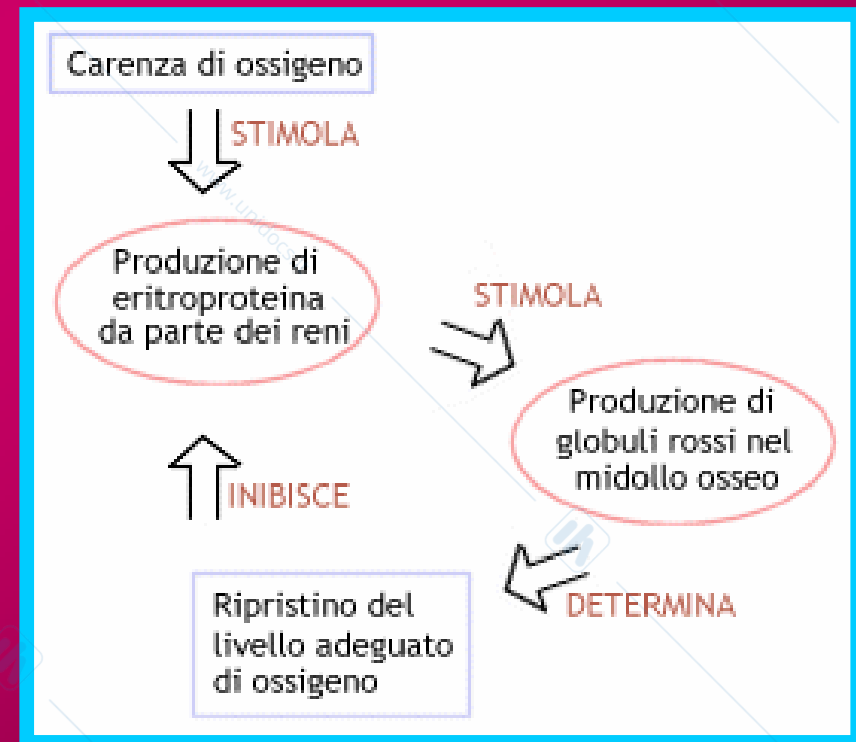 Carenza di ossigeno
STIMOLA
Produzione di
eritroproteina
da parte dei reni
STIMOLA
Produzione di
globuli rossi nel
midollo osseo
INIBISCE
DETERMINA
Ripristino del
livello adeguato
di ossigeno